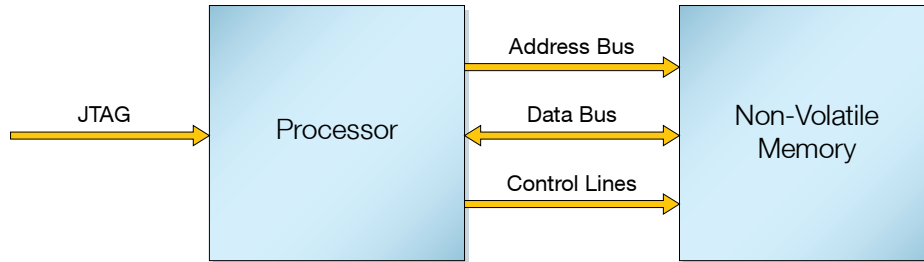 Address Bus
JTAG
Processor
Data Bus
Non-Volatile
Memory
Control Lines